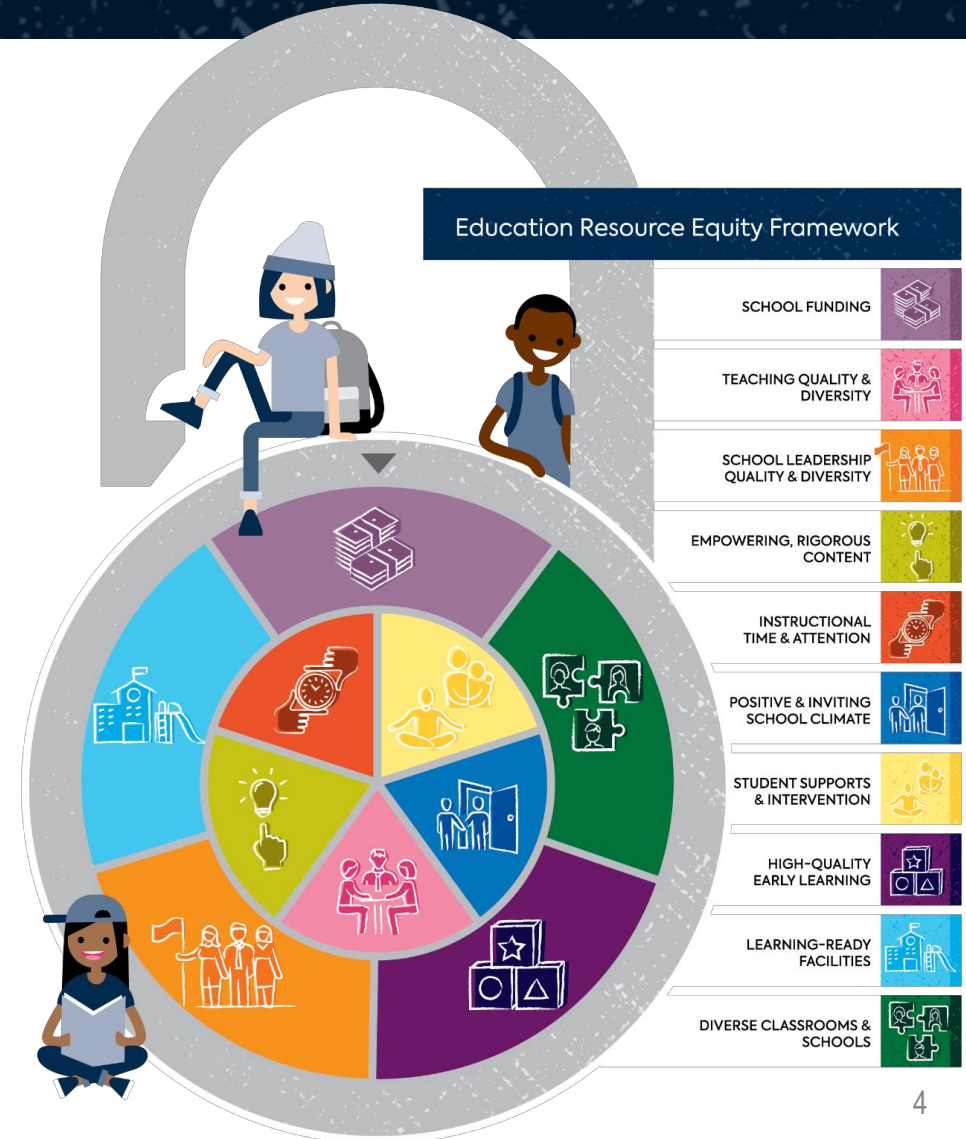 Education Resource Equity Framework
SCHOOL FUNDING
TEACHING QUALITY &
DIVERSITY
SCHOOL LEADERSHIP
QUALITY & DIVERSITY
EMPOWERING, RIGOROUS
CONTENT
INSTRUCTIONAL
TIME & ATTENTION
POSITIVE & INVITING
SCHOOL CLIMATE
STUDENT SUPPORTS
& INTERVENTION
HIGH-QUALITY
EARLY LEARNING
LEARNING-READY
FACILITIES
DIVERSE CLASSROOMS &
SCHOOLS
4